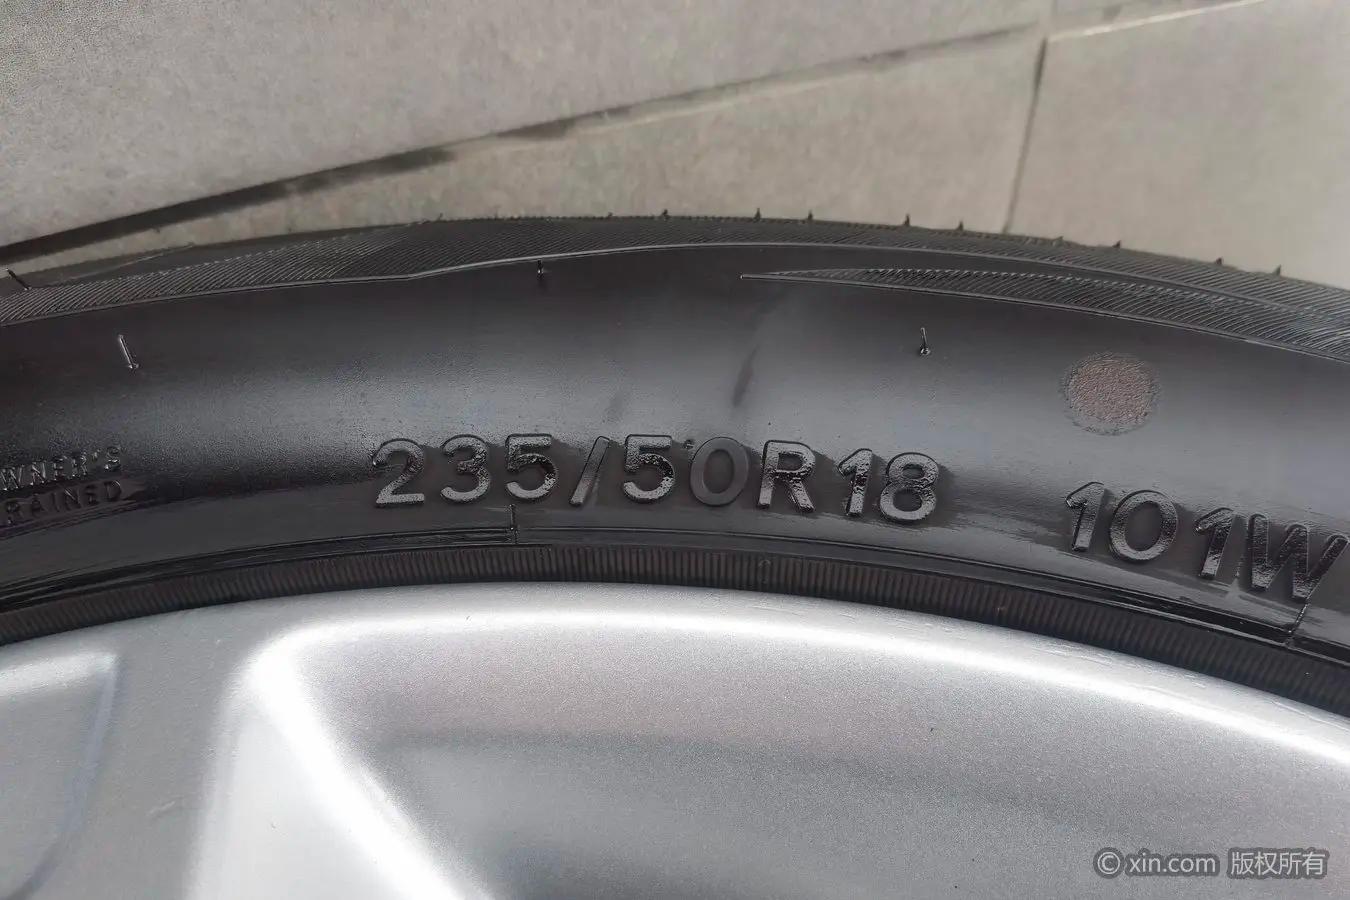 WNER'S
RAINED
235/50R18 101W
© xin.com 版权所有